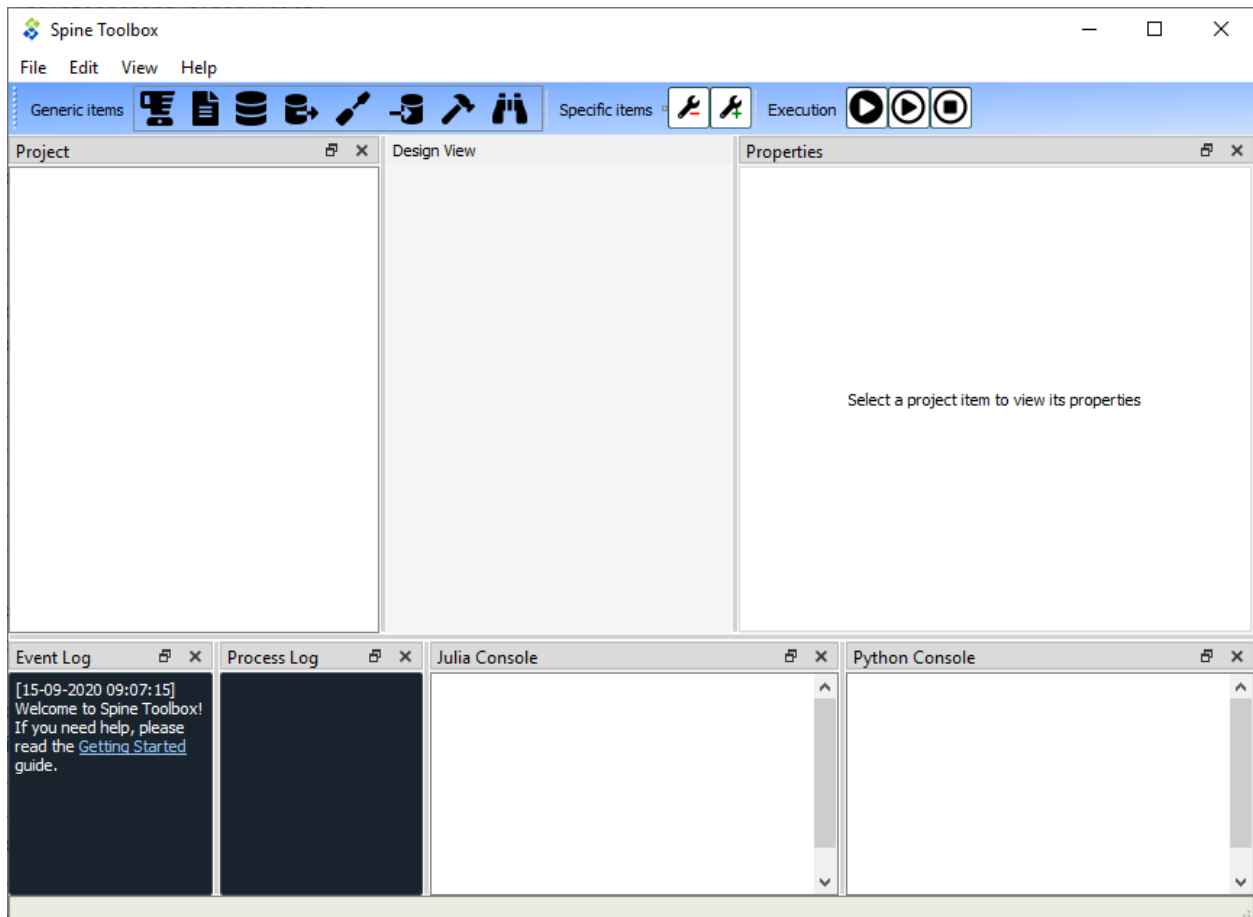 Spine Toolbox
File Edit View Help
Generic items Specific items Execution
Project Design View Properties
Select a project item to view its properties
Event Log Process Log Julia Console Python Console
[15-09-2020 09:07:15]
Welcome to Spine Toolbox!
If you need help, please
read the Getting Started
guide.